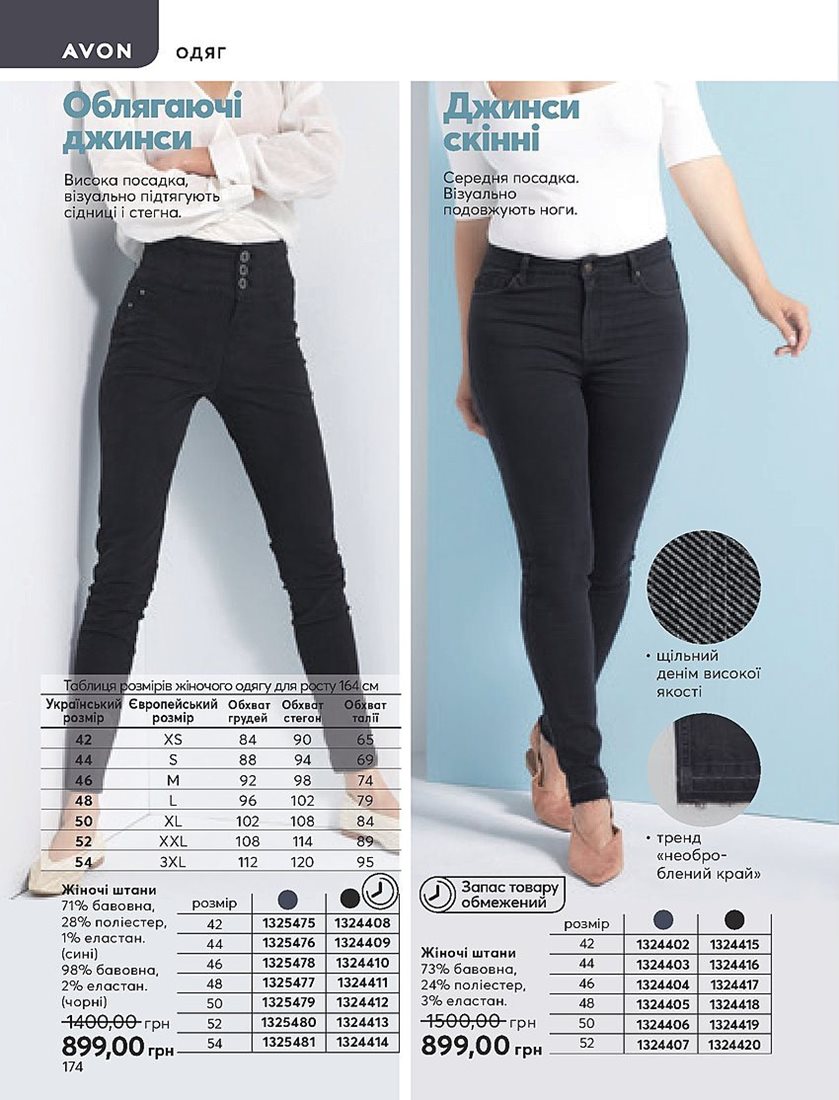 AVON
ОДЯГ
Облягаючі
джинси
Висока посадка,
візуально підтягують
сідниці і стегна.
Таблиця розмірів жіночого одягу для росту 164 см
Український розмір Європейський розмір Обхват грудей Обхват стегон Обхват талії
42 XS 84 90 65
44 S 88 94 69
46 M 92 98 74
48 L 96 102 79
50 XL 102 108 84
52 XXL 108 114 89
54 3XL 112 120 95
Жіночі штани
71% бавовна,
28% поліестер,
1% еластан.
(сині)
98% бавовна,
2% еластан.
(чорні)
1400,00 грн
899,00 грн
розмір
42 1325475 1324408
44 1325476 1324409
46 1325478 1324410
48 1325477 1324411
50 1325479 1324412
52 1325480 1324413
54 1325481 1324414
174
Джинси
скінні
Середня посадка.
Візуально
подовжують ноги.
• щільний
денім високої
якості
• тренд
«необро-
блений край»
Запас товару
обмежений
Жіночі штани
73% бавовна,
24% поліестер,
3% еластан.
1500,00 грн
899,00 грн
розмір
42 1324402 1324415
44 1324403 1324416
46 1324404 1324417
48 1324405 1324418
50 1324406 1324419
52 1324407 1324420